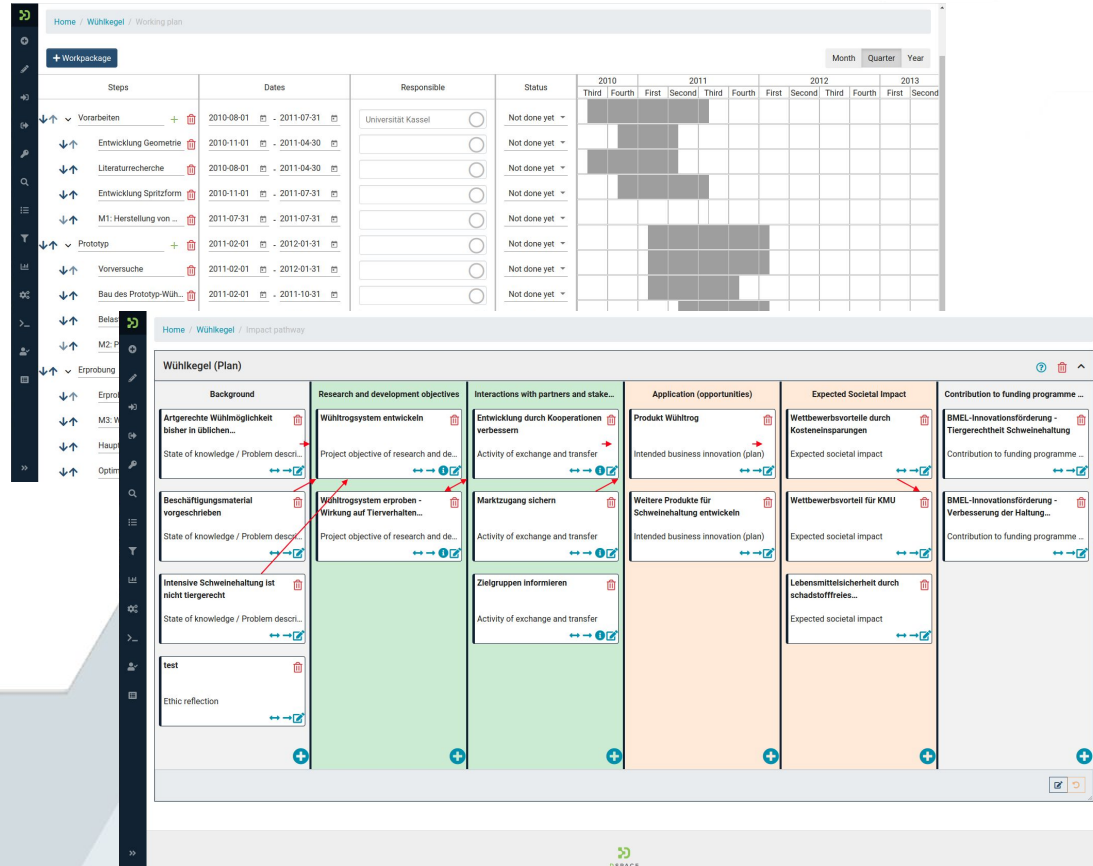 Home / Wühlkegel / Working plan
+ Workpackage
Month Quarter Year
Steps Dates Responsible Status 2010 2011 2012 2013
Third Fourth First Second Third Fourth First Second Third Fourth First Second
Vorarbeiten 2010-08-01 - 2011-07-31 Universität Kassel Not done yet
Entwicklung Geometrie 2010-11-01 - 2011-04-30 Not done yet
Literaturrecherche 2010-08-01 - 2011-04-30 Not done yet
Entwicklung Spritzform 2010-11-01 - 2011-07-31 Not done yet
M1: Herstellung von ... 2011-07-31 - 2011-07-31 Not done yet
Prototyp 2011-02-01 - 2012-01-31 Not done yet
Vorversuche 2011-02-01 - 2012-01-31 Not done yet
Bau des Prototyp-Wüh... 2011-02-01 - 2011-10-31 Not done yet
Belas
M2: P
Erprobung
Erprol
M3: W
Haupt
Optim
Home / Wühlkegel / Impact pathway
Wühlkegel (Plan)
Background
Artgerechte Wühlmöglichkeit
bisher in üblichen...
State of knowledge / Problem descri...
Beschäftigungsmaterial
vorgeschrieben
State of knowledge / Problem descri...
Intensive Schweinehaltung ist
nicht tiergerecht
State of knowledge / Problem descri...
test
Ethic reflection
Research and development objectives
Wühltrogsystem entwickeln
Project objective of research and de...
Wühltrogsystem erproben -
Wirkung auf Tierverhalten...
Project objective of research and de...
Interactions with partners and stake...
Entwicklung durch Kooperationen
verbessern
Activity of exchange and transfer
Marktzugang sichern
Activity of exchange and transfer
Zielgruppen informieren
Activity of exchange and transfer
Application (opportunities)
Produkt Wühltrog
Intended business innovation (plan)
Weitere Produkte für
Schweinehaltung entwickeln
Intended business innovation (plan)
Expected Societal Impact
Wettbewerbsvorteile durch
Kosteneinsparungen
Expected societal impact
Wettbewerbsvorteil für KMU
Expected societal impact
Lebensmittelsicherheit durch
schadstofffreies...
Expected societal impact
Contribution to funding programme ...
BMEL-Innovationsförderung -
Tiergerechtheit Schweinehaltung
Contribution to funding programme ...
BMEL-Innovationsförderung -
Verbesserung der Haltung...
Contribution to funding programme ...